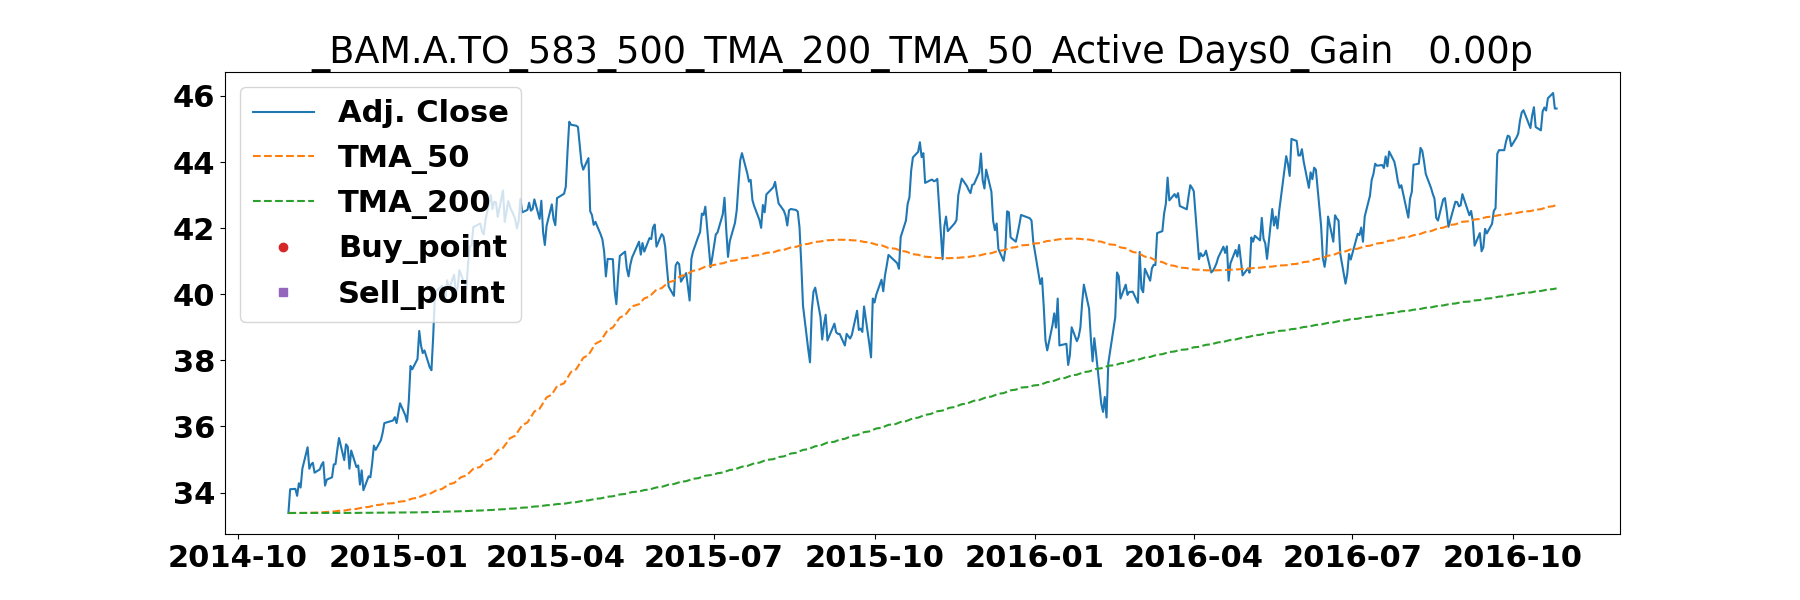 _BAM.A.TO_583_500_TMA_200_TMA_50_Active Days0_Gain   0.00p
46
44
42
40
38
36
34
Adj. Close
TMA_50
TMA_200
Buy_point
Sell_point
2014-10 2015-01 2015-04 2015-07 2015-10 2016-01 2016-04 2016-07 2016-10